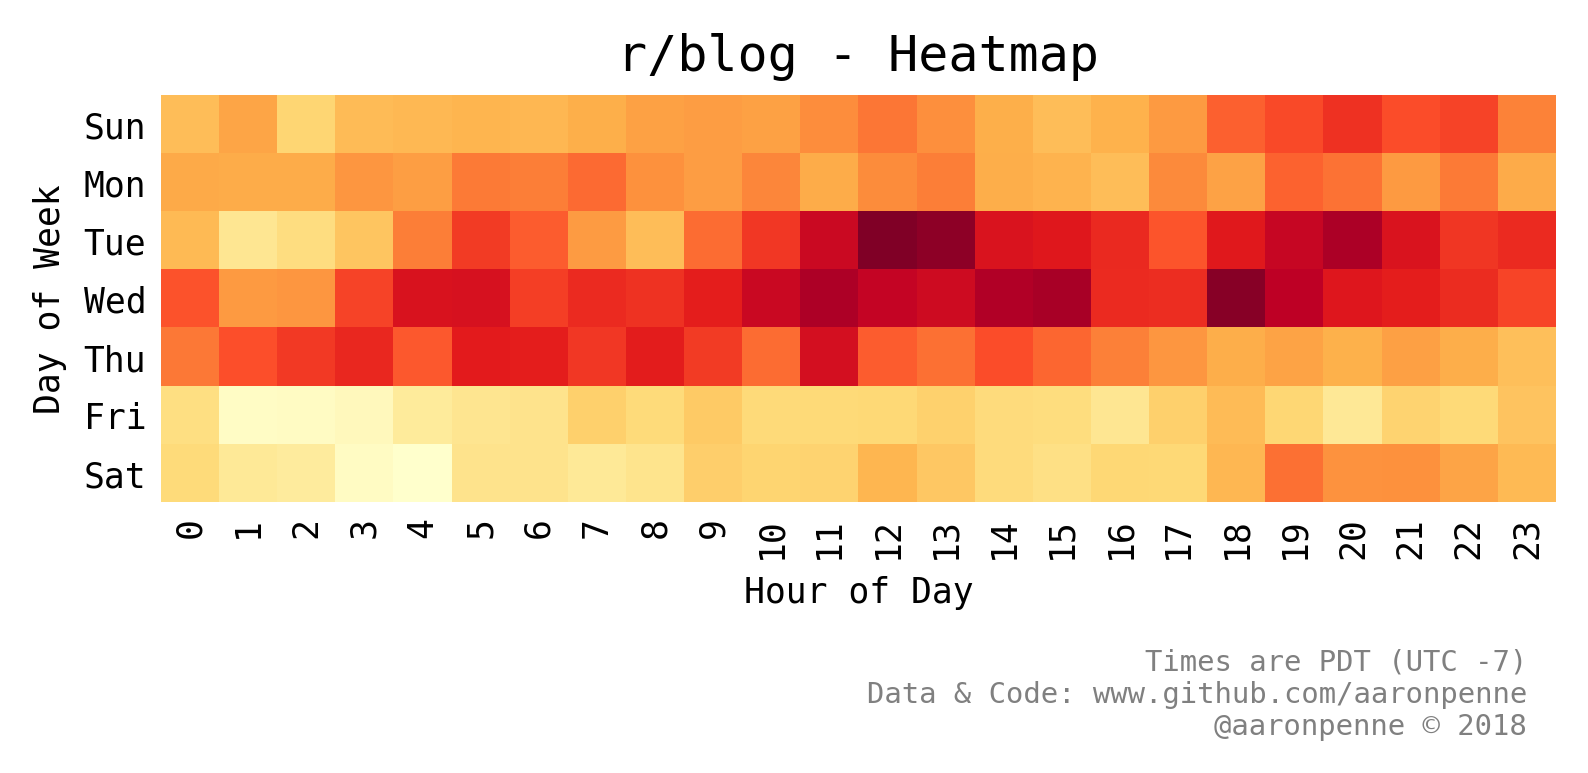 r/blog - Heatmap
Day of Week
Sun
Mon
Tue
Wed
Thu
Fri
Sat
0 1 2 3 4 5 6 7 8 9 10 11 12 13 14 15 16 17 18 19 20 21 22 23
Hour of Day
Times are PDT (UTC -7)
Data & Code: www.github.com/aaronpenne
@aaronpenne © 2018